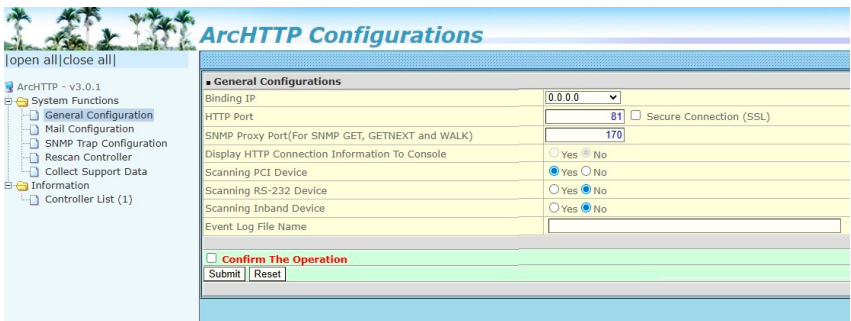 ArcHTTP Configurations
|open all|close all|
ArcHTTP - v3.0.1
System Functions
General Configuration
Mail Configuration
SNMP Trap Configuration
Rescan Controller
Collect Support Data
Information
Controller List (1)
General Configurations
Binding IP 0.0.0.0
HTTP Port 81 Secure Connection (SSL)
SNMP Proxy Port(For SNMP GET, GETNEXT and WALK) 170
Display HTTP Connection Information To Console Yes No
Scanning PCI Device Yes No
Scanning RS-232 Device Yes No
Scanning Inband Device Yes No
Event Log File Name
Confirm The Operation
Submit Reset